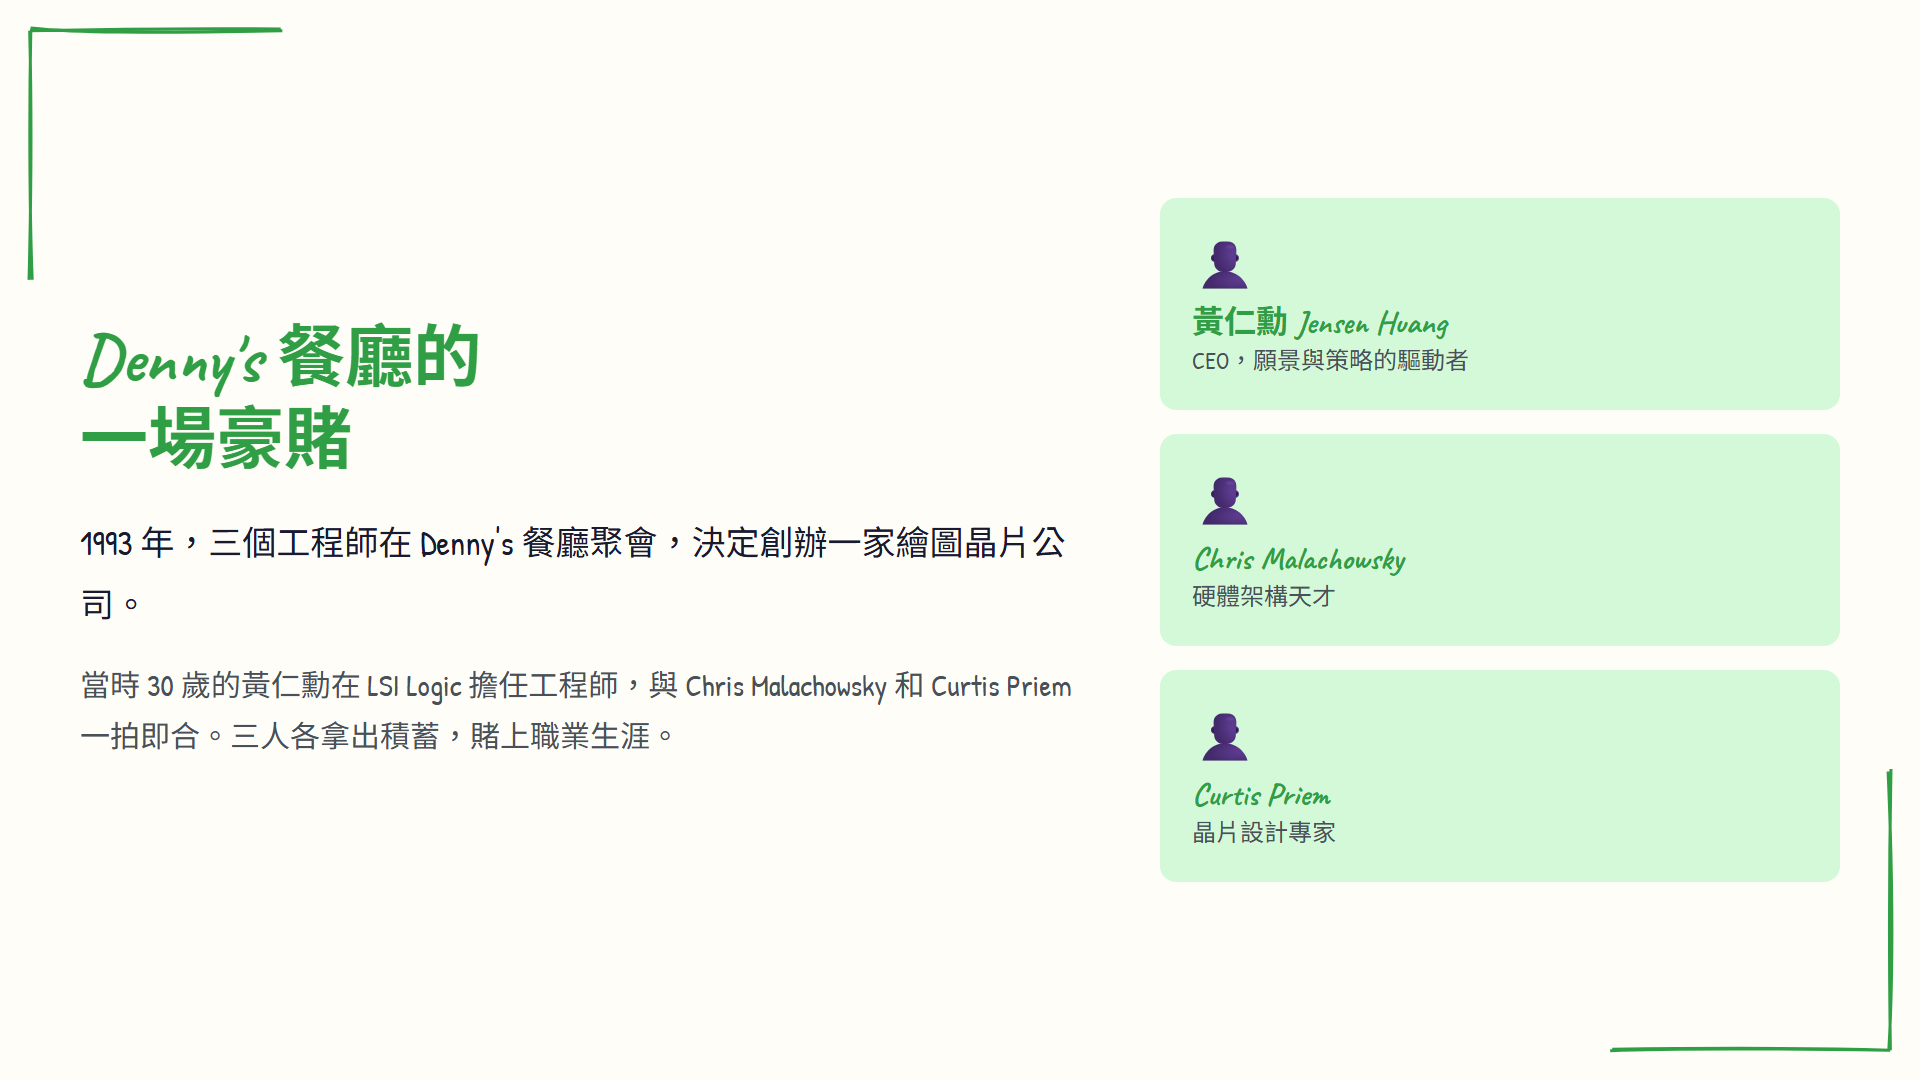 Denny's 餐廳的
一場豪賭
1993 年，三個工程師在 Denny's 餐廳聚會，決定創辦一家繪圖晶片公
司。
當時 30 歲的黃仁勳在 LSI Logic 擔任工程師，與 Chris Malachowsky 和 Curtis Priem
一拍即合。三人各拿出積蓄，賭上職業生涯。
黃仁勳 Jensen Huang
CEO，願景與策略的驅動者
Chris Malachowsky
硬體架構天才
Curtis Priem
晶片設計專家